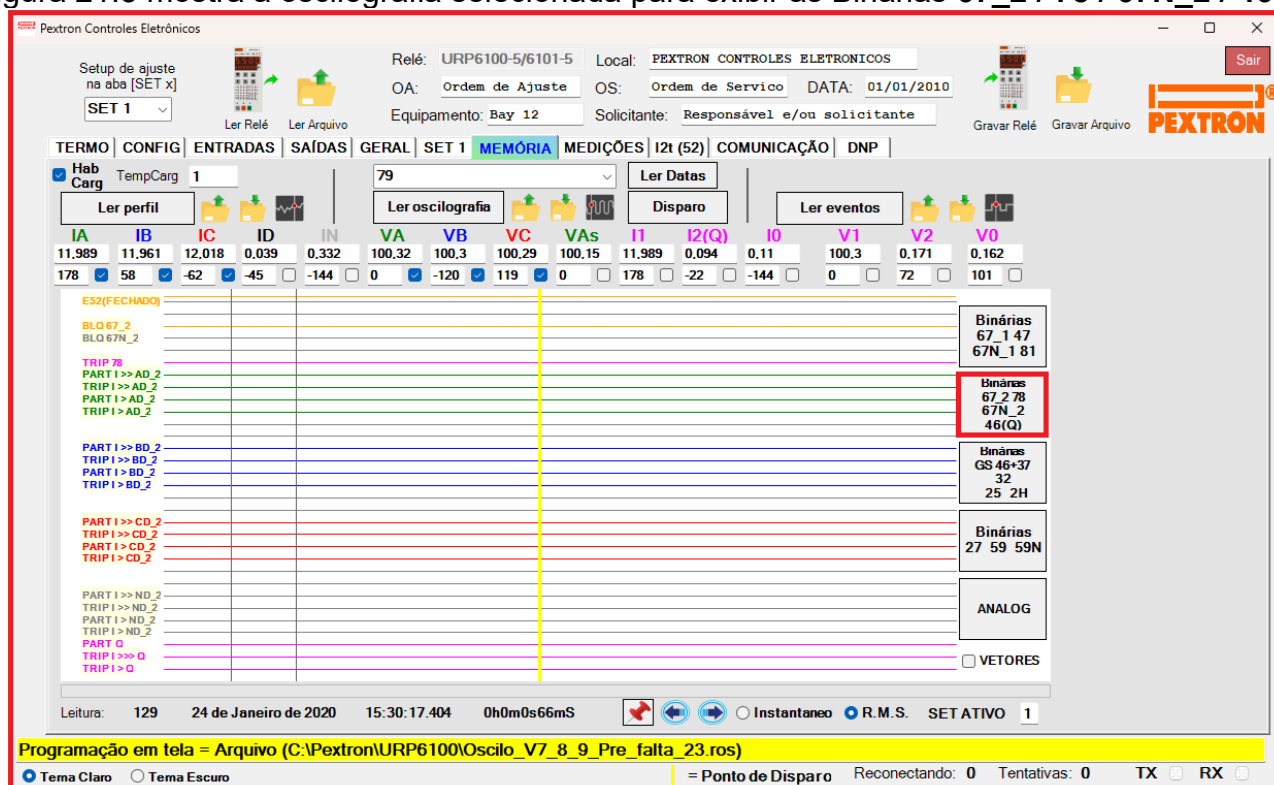 gura 21.9 mostra a oscilografia selecionada para exibir as Binárias
Pextron Controles Eletrônicos
Setup de ajuste
na aba [SET x]
SET 1
Ler Relé Ler Arquivo
Relé: URP6100-5/6101-5 Local: PEXTRON CONTROLES ELETRONICOS
OA: Ordem de Ajuste OS: Ordem de Servico DATA: 01/01/2010
Equipamento: Bay 12 Solicitante: Responsável e/ou solicitante
Gravar Relé Gravar Arquivo
Sair
PEXTRON
TERMO CONFIG ENTRADAS SAÍDAS GERAL SET 1 MEMÓRIA MEDIÇÕES I2t (52) COMUNICAÇÃO DNP
Hab
Carg TempCarg 1 79 Ler Datas
Ler perfil Ler oscilografia Disparo Ler eventos
IA IB IC ID IN VA VB VC VAs I1 I2(Q) I0 V1 V2 V0
11,989 11,961 12,018 0,039 0,332 100,32 100,3 100,29 100,15 11,989 0,094 0,11 100,3 0,171 0,162
178 58 -62 -45 -144 0 -120 119 0 178 -22 -144 0 72 101
E52(FECHADO)
BLQ 67_2
BLQ 67N_2
TRIP 78
PART I >> AD_2
TRIP I >> AD_2
PART I > AD_2
TRIP I > AD_2
PART I >> BD_2
TRIP I >> BD_2
PART I > BD_2
TRIP I > BD_2
PART I >> CD_2
TRIP I >> CD_2
PART I > CD_2
TRIP I > CD_2
PART I >> ND_2
TRIP I >> ND_2
PART I > ND_2
TRIP I > ND_2
PART Q
TRIP I >>> Q
TRIP I > Q
Binárias
67_1 47
67N_1 81
Binárias
67_2 78
67N_2
46(Q)
Binárias
GS 46+37
32
25 2H
Binárias
27 59 59N
ANALOG
VETORES
Leitura: 129 24 de Janeiro de 2020 15:30:17.404 0h0m0s66mS Instantaneo R.M.S. SET ATIVO 1
Programação em tela = Arquivo (C:\Pextron\URP6100\Oscilo_V7_8_9_Pre_falta_23.ros)
Tema Claro Tema Escuro = Ponto de Disparo Reconectando: 0 Tentativas: 0 TX RX